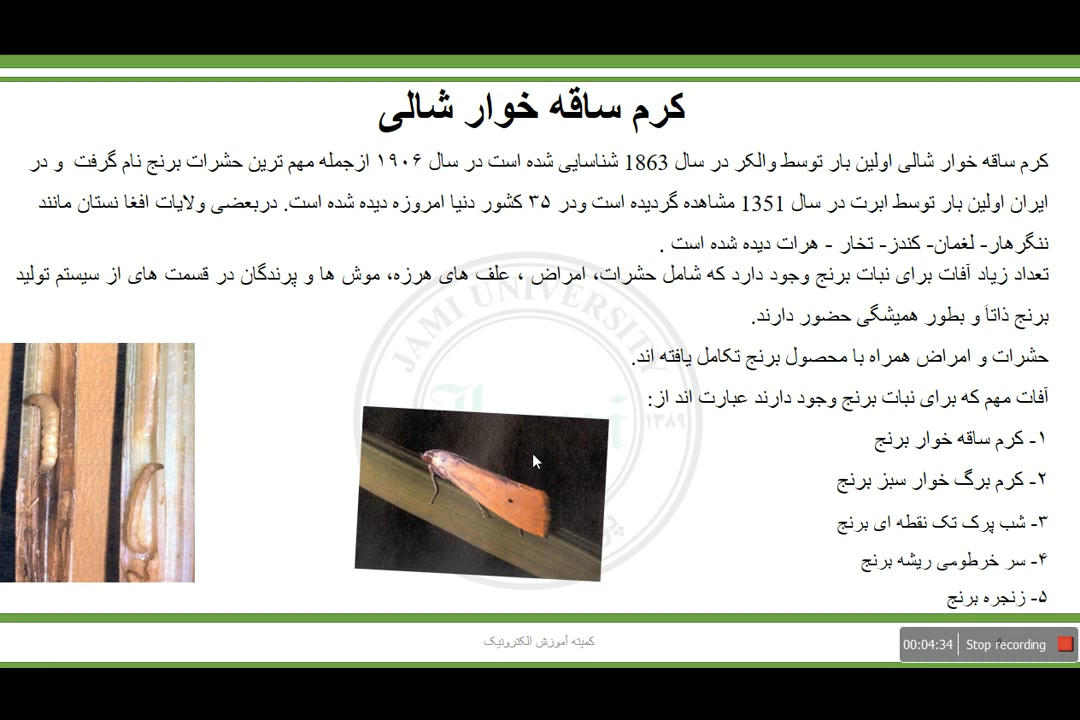 کرم ساقه خوار شالی
کرم ساقه خوار شالی اولین بار توسط والکر در سال 1863 شناسایی شده است در سال ۱۹۰۶ ازجمله مهم ترین حشرات برنج نام گرفت و در
ایران اولین بار توسط ابرت در سال 1351 مشاهده گردیده است ودر ۳۵ کشور دنیا امروزه دیده شده است. دربعضی ولایات افغا نستان مانند
ننگرهار- لغمان- کندز- تخار - هرات دیده شده است .
تعداد زیاد آفات برای نبات برنج وجود دارد که شامل حشرات، امراض ، علف های هرزه، موش ها و پرندگان در قسمت های از سیستم تولید
برنج ذاتاَ و بطور همیشگی حضور دارند.
حشرات و امراض همراه با محصول برنج تکامل یافته اند.
آفات مهم که برای نبات برنج وجود دارند عبارت اند از:
۱- کرم ساقه خوار برنج
۲- کرم برگ خوار سبز برنج
۳- شب پرک تک نقطه ای برنج
۴- سر خرطومی ریشه برنج
۵- زنجره برنج
JAMI UNIVERSITY
۱۳۸۹
کمیته آموزش الکترونیک
00:04:34 Stop recording